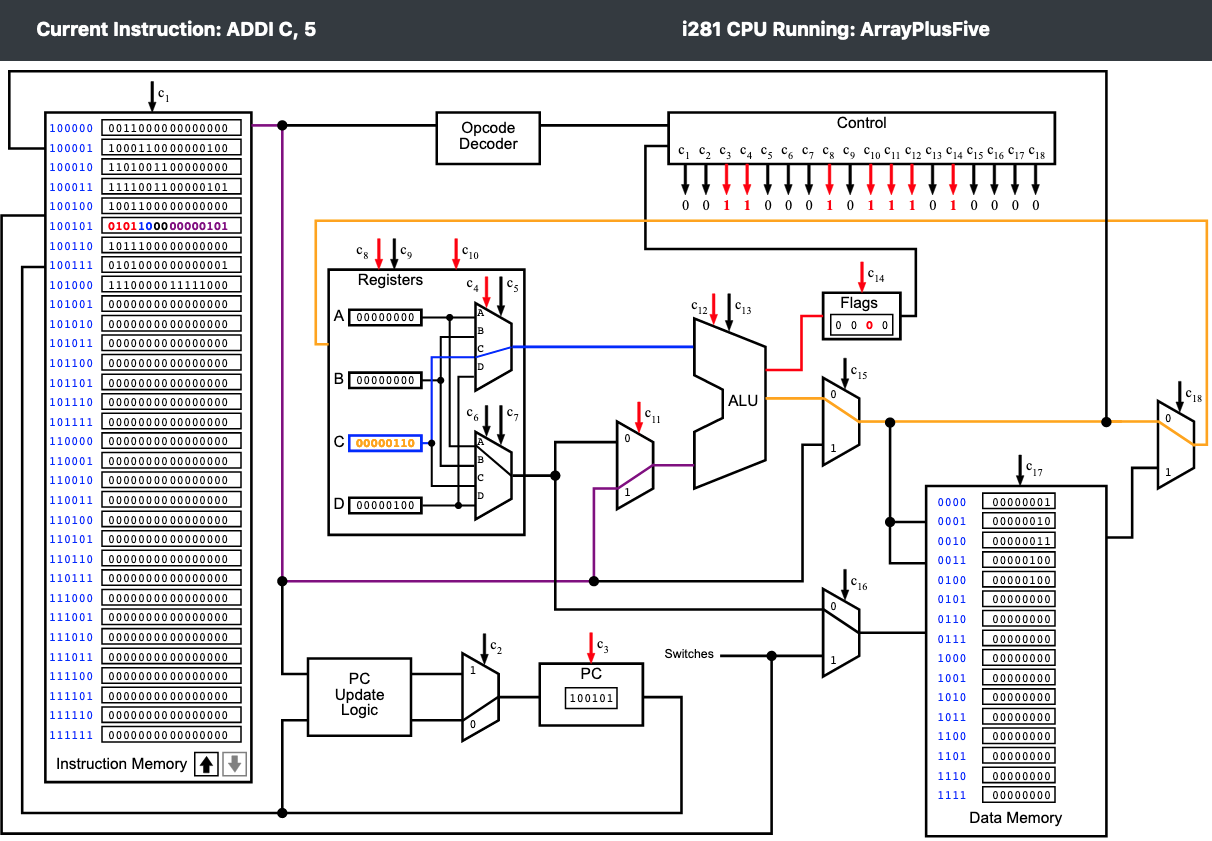 Current Instruction: ADDI C, 5
i281 CPU Running: ArrayPlusFive
c1
100000 0011000000000000
100001 1000110000000100
100010 1101001100000000
100011 1111001100000101
100100 1001100000000000
100101 0101100000000101
100110 1011100000000000
100111 0101000000000001
101000 1110000011111000
101001 0000000000000000
101010 0000000000000000
101011 0000000000000000
101100 0000000000000000
101101 0000000000000000
101110 0000000000000000
101111 0000000000000000
110000 0000000000000000
110001 0000000000000000
110010 0000000000000000
110011 0000000000000000
110100 0000000000000000
110101 0000000000000000
110110 0000000000000000
110111 0000000000000000
111000 0000000000000000
111001 0000000000000000
111010 0000000000000000
111011 0000000000000000
111100 0000000000000000
111101 0000000000000000
111110 0000000000000000
111111 0000000000000000
Instruction Memory
Opcode
Decoder
Control
c1 c2 c3 c4 c5 c6 c7 c8 c9 c10 c11 c12 c13 c14 c15 c16 c17 c18
0 0 1 1 0 0 0 1 0 1 1 1 0 1 0 0 0 0
c8 c9 c10
Registers
c4 c5
A 00000000
B 00000000
C 00000110
D 00000100
A
B
C
D
c6 c7
A
B
C
D
c11
0
1
c12 c13
ALU
c14
Flags
0 0 0 0
c15
0
1
c18
0
1
c16
0
1
Switches
c2
1
0
PC
Update
Logic
c3
PC
100101
c17
0000 00000001
0001 00000010
0010 00000011
0011 00000100
0100 00000100
0101 00000000
0110 00000000
0111 00000000
1000 00000000
1001 00000000
1010 00000000
1011 00000000
1100 00000000
1101 00000000
1110 00000000
1111 00000000
Data Memory